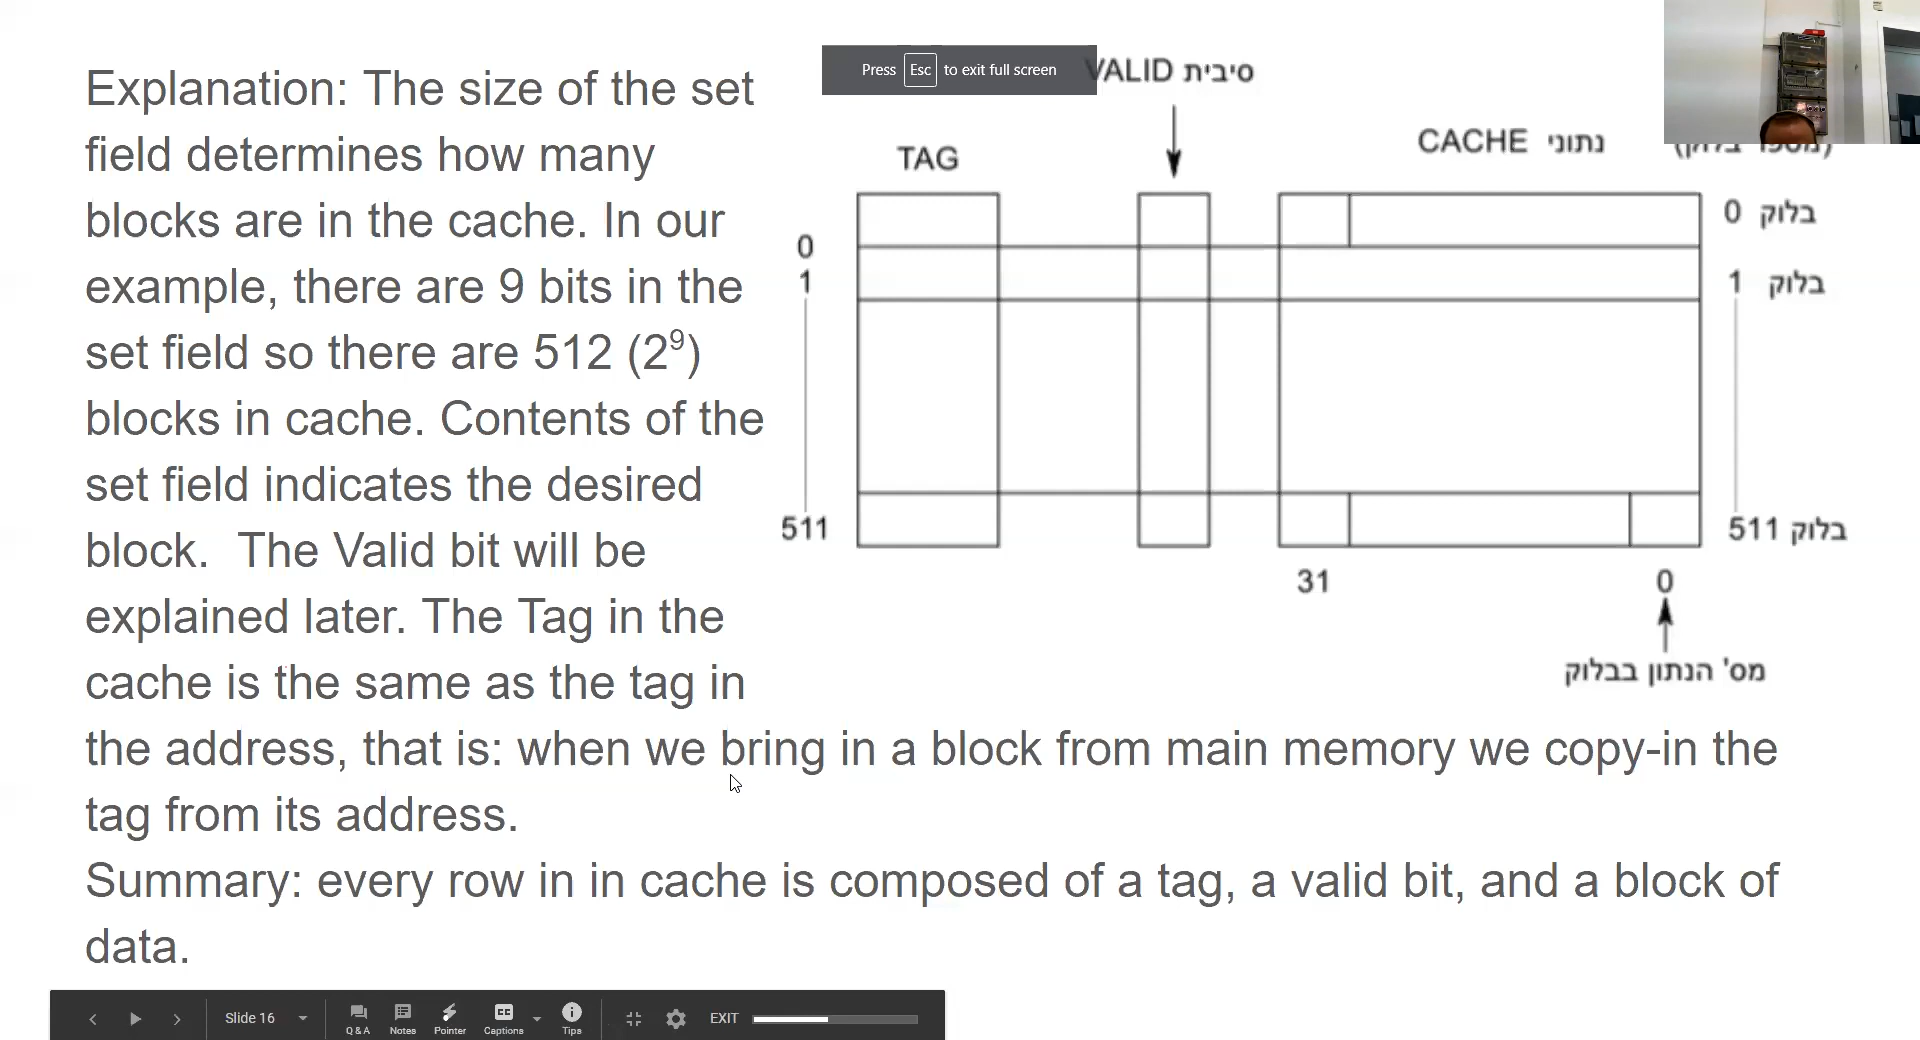 Explanation: The size of the set
field determines how many
blocks are in the cache. In our
example, there are 9 bits in the
set field so there are 512 (2⁹)
blocks in cache. Contents of the
set field indicates the desired
block.  The Valid bit will be
explained later. The Tag in the
cache is the same as the tag in
the address, that is: when we bring in a block from main memory we copy-in the
tag from its address.
Summary: every row in in cache is composed of a tag, a valid bit, and a block of
data.
Press Esc to exit full screen
סיבית VALID
TAG
נתוני CACHE
0
1
511
בלוק 0
בלוק 1
בלוק 511
31
0
מס' הנתון בבלוק
Slide 16
Q & A
Notes
Pointer
CC
Captions
Tips
EXIT